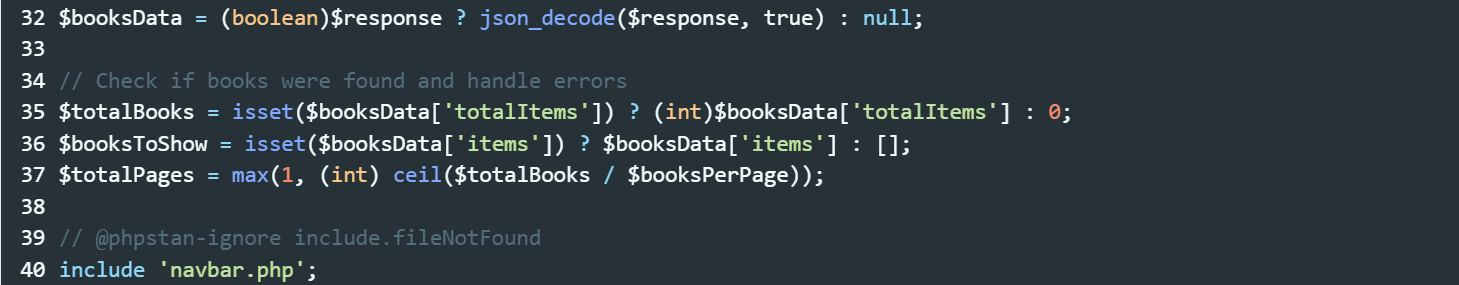 32 $booksData = (boolean)$response ? json_decode($response, true) : null;
33
34 // Check if books were found and handle errors
35 $totalBooks = isset($booksData['totalItems']) ? (int)$booksData['totalItems'] : 0;
36 $booksToShow = isset($booksData['items']) ? $booksData['items'] : [];
37 $totalPages = max(1, (int) ceil($totalBooks / $booksPerPage));
38
39 // @phpstan-ignore include.fileNotFound
40 include 'navbar.php';